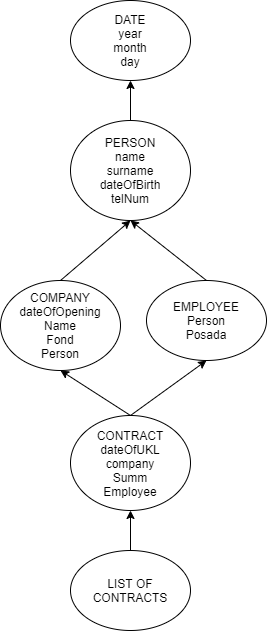 DATE
year
month
day
PERSON
name
surname
dateOfBirth
telNum
COMPANY
dateOfOpening
Name
Fond
Person
EMPLOYEE
Person
Posada
CONTRACT
dateOfUKL
company
Summ
Employee
LIST OF
CONTRACTS